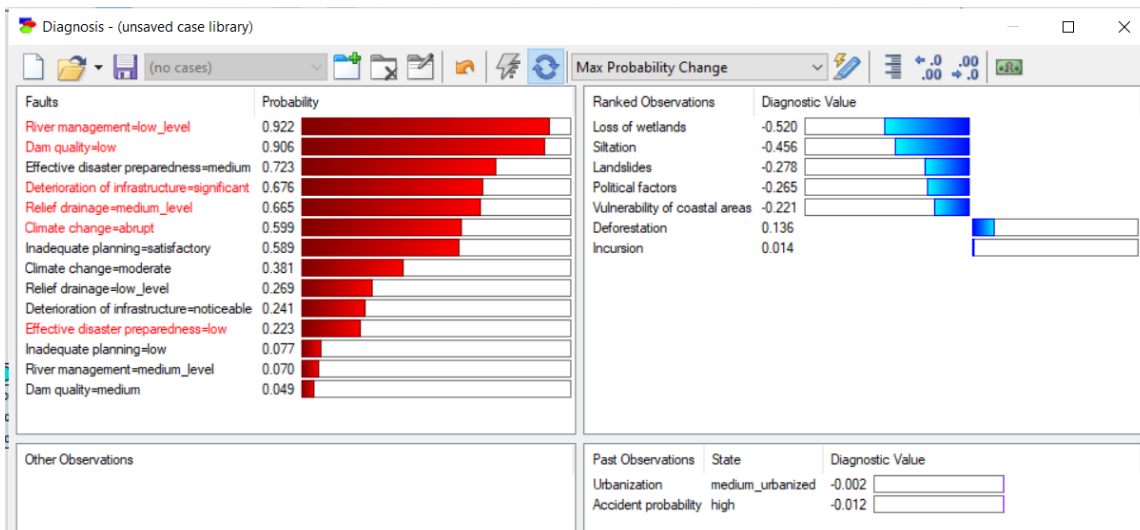 Diagnosis - (unsaved case library)
(no cases)
Max Probability Change
←.0 .00
.00 →.0
Faults Probability
River management=low_level 0.922
Dam quality=low 0.906
Effective disaster preparedness=medium 0.723
Deterioration of infrastructure=significant 0.676
Relief drainage=medium_level 0.665
Climate change=abrupt 0.599
Inadequate planning=satisfactory 0.589
Climate change=moderate 0.381
Relief drainage=low_level 0.269
Deterioration of infrastructure=noticeable 0.241
Effective disaster preparedness=low 0.223
Inadequate planning=low 0.077
River management=medium_level 0.070
Dam quality=medium 0.049
Ranked Observations Diagnostic Value
Loss of wetlands -0.520
Siltation -0.456
Landslides -0.278
Political factors -0.265
Vulnerability of coastal areas -0.221
Deforestation 0.136
Incursion 0.014
Other Observations
Past Observations State Diagnostic Value
Urbanization medium_urbanized -0.002
Accident probability high -0.012